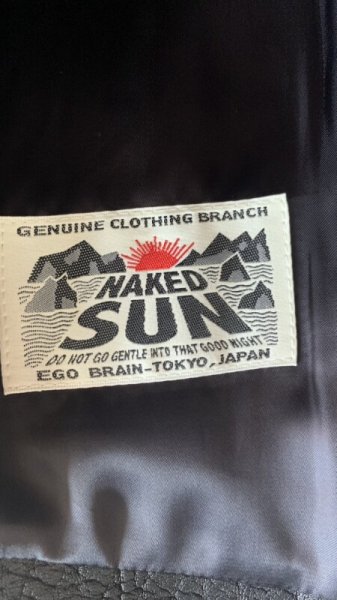 GENUINE CLOTHING BRANCH
NAKED
SUN
DO NOT GO GENTLE INTO THAT GOOD NIGHT
EGO BRAIN-TOKYO, JAPAN